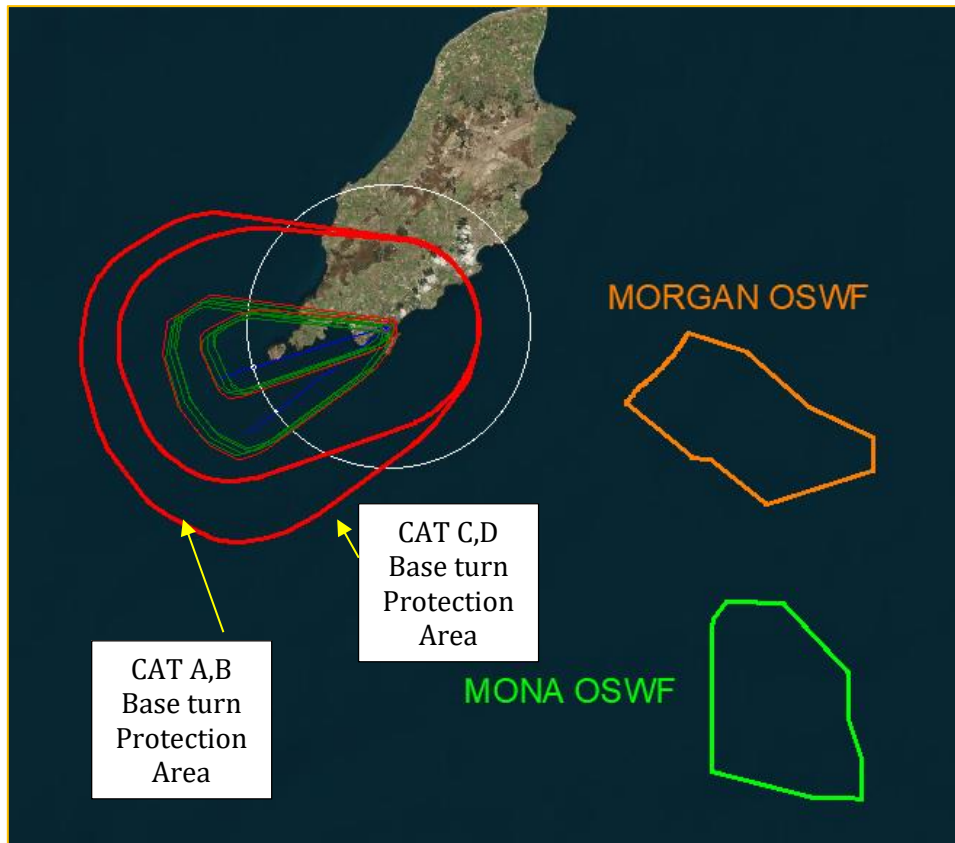 MORGAN OSWF
CAT C,D
Base turn
Protection
Area
CAT A,B
Base turn
Protection
Area
MONA OSWF